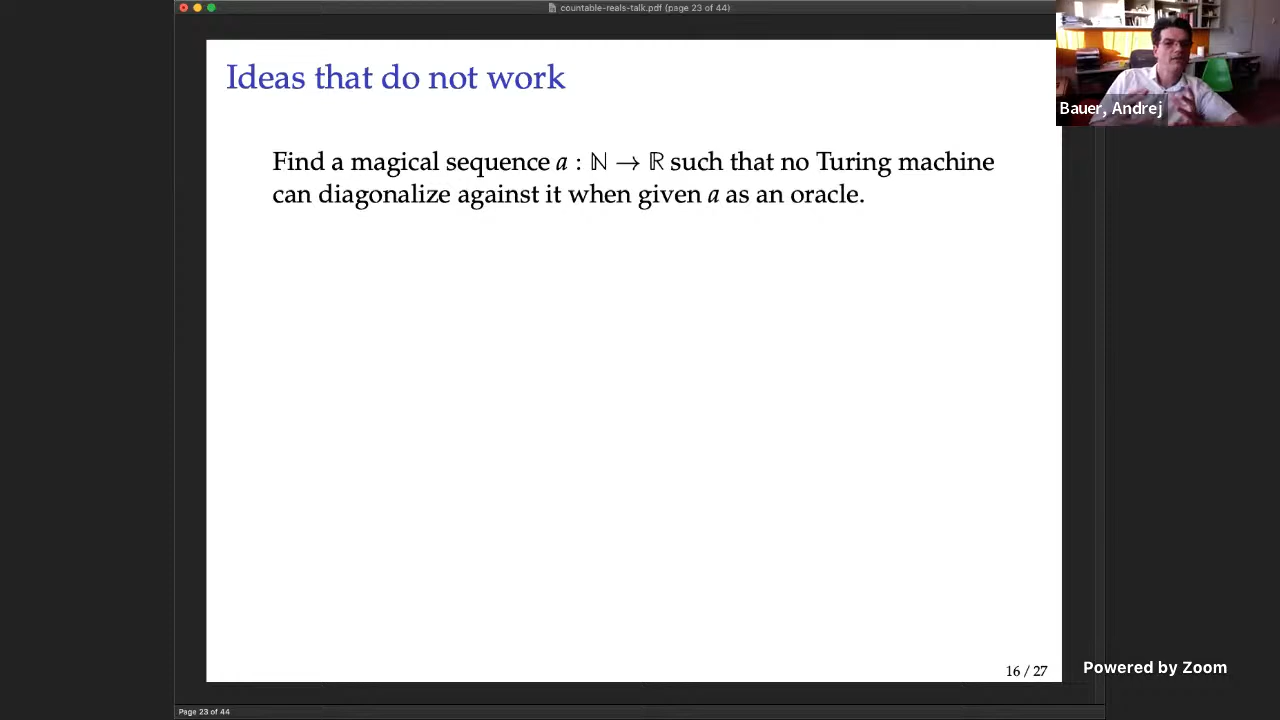 countable-reals-talk.pdf (page 23 of 44)
Ideas that do not work
Bauer, Andrej
Find a magical sequence a : ℕ → ℝ such that no Turing machine
can diagonalize against it when given a as an oracle.
16 / 27
Powered by Zoom
Page 23 of 44